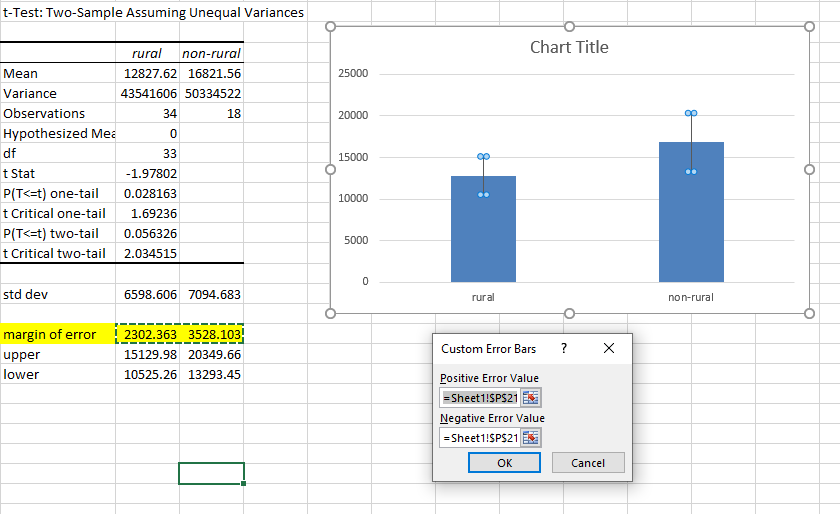 t-Test: Two-Sample Assuming Unequal Variances
rural non-rural
Mean 12827.62 16821.56
Variance 43541606 50334522
Observations 34 18
Hypothesized Mea 0
df 33
t Stat -1.97802
P(T<=t) one-tail 0.028163
t Critical one-tail 1.69236
P(T<=t) two-tail 0.056326
t Critical two-tail 2.034515
std dev 6598.606 7094.683
margin of error 2302.363 3528.103
upper 15129.98 20349.66
lower 10525.26 13293.45
Chart Title
25000
20000
15000
10000
5000
0
rural non-rural
Custom Error Bars ? X
Positive Error Value
=Sheet1!$P$21
Negative Error Value
=Sheet1!$P$21
OK Cancel